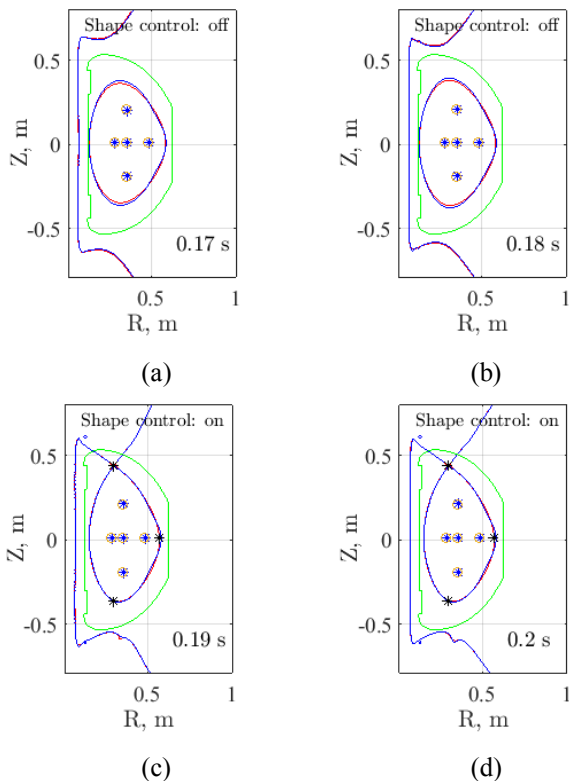 Shape control: off
0.5
0
-0.5
Z, m
0.17 s
0.5
1
R, m
(a)
Shape control: off
0.5
0
-0.5
Z, m
0.18 s
0.5
1
R, m
(b)
Shape control: on
0.5
0
-0.5
Z, m
0.19 s
0.5
1
R, m
(c)
Shape control: on
0.5
0
-0.5
Z, m
0.2 s
0.5
1
R, m
(d)